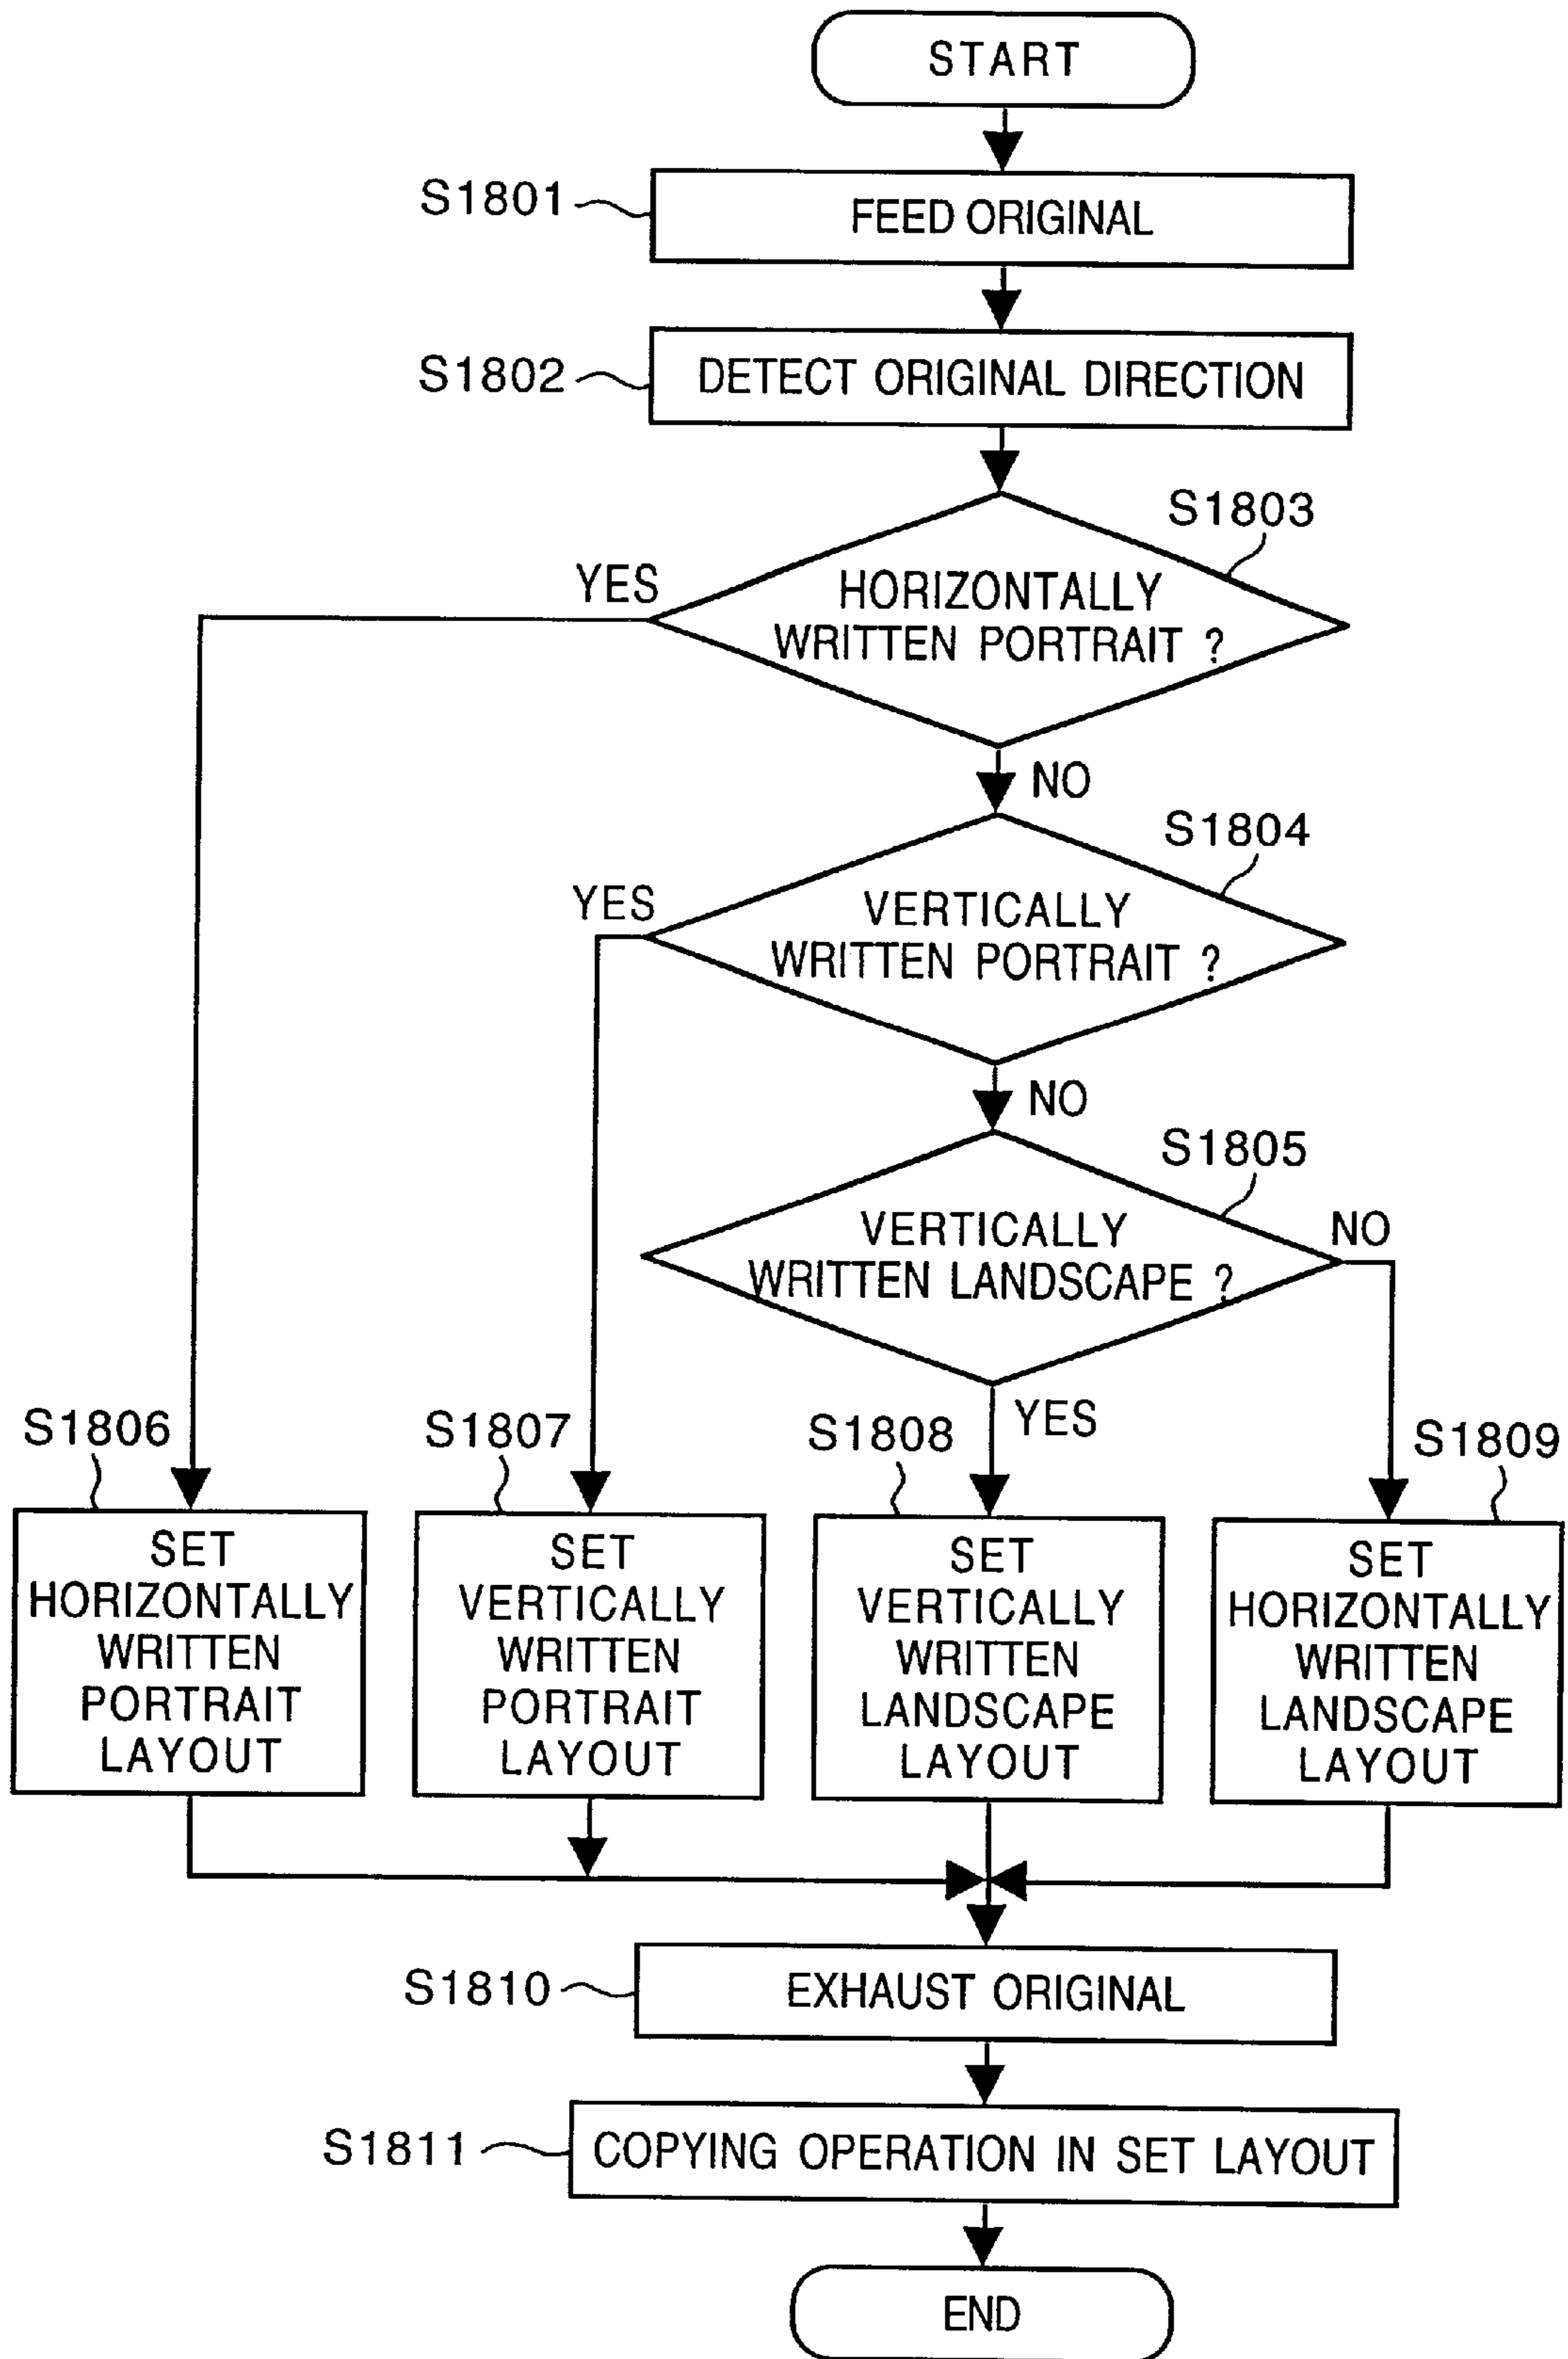 START
S1801
FEED ORIGINAL
S1802
DETECT ORIGINAL DIRECTION
S1803
YES
HORIZONTALLY
WRITTEN PORTRAIT ?
NO
S1804
YES
VERTICALLY
WRITTEN PORTRAIT ?
NO
S1805
VERTICALLY
WRITTEN LANDSCAPE ?
NO
YES
S1806
SET
HORIZONTALLY
WRITTEN
PORTRAIT
LAYOUT
S1807
SET
VERTICALLY
WRITTEN
PORTRAIT
LAYOUT
S1808
SET
VERTICALLY
WRITTEN
LANDSCAPE
LAYOUT
S1809
SET
HORIZONTALLY
WRITTEN
LANDSCAPE
LAYOUT
S1810
EXHAUST ORIGINAL
S1811
COPYING OPERATION IN SET LAYOUT
END